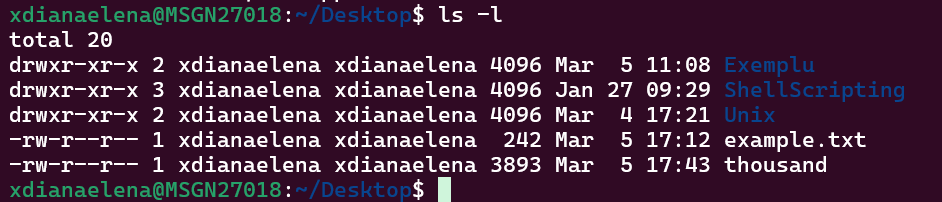 xdianaelena@MSGN27018:~/Desktop$ ls -l
total 20
drwxr-xr-x 2 xdianaelena xdianaelena 4096 Mar  5 11:08 Exemplu
drwxr-xr-x 3 xdianaelena xdianaelena 4096 Jan 27 09:29 ShellScripting
drwxr-xr-x 2 xdianaelena xdianaelena 4096 Mar  4 17:21 Unix
-rw-r--r-- 1 xdianaelena xdianaelena  242 Mar  5 17:12 example.txt
-rw-r--r-- 1 xdianaelena xdianaelena 3893 Mar  5 17:43 thousand
xdianaelena@MSGN27018:~/Desktop$